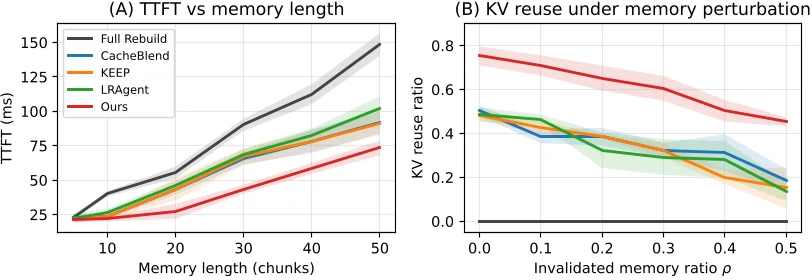 (A) TTFT vs memory length
TTFT (ms)
150
125
100
75
50
25
Full Rebuild
CacheBlend
KEEP
LRAgent
Ours
10
20
30
40
50
Memory length (chunks)
(B) KV reuse under memory perturbation
KV reuse ratio
0.8
0.6
0.4
0.2
0.0
0.0
0.1
0.2
0.3
0.4
0.5
Invalidated memory ratio ρ